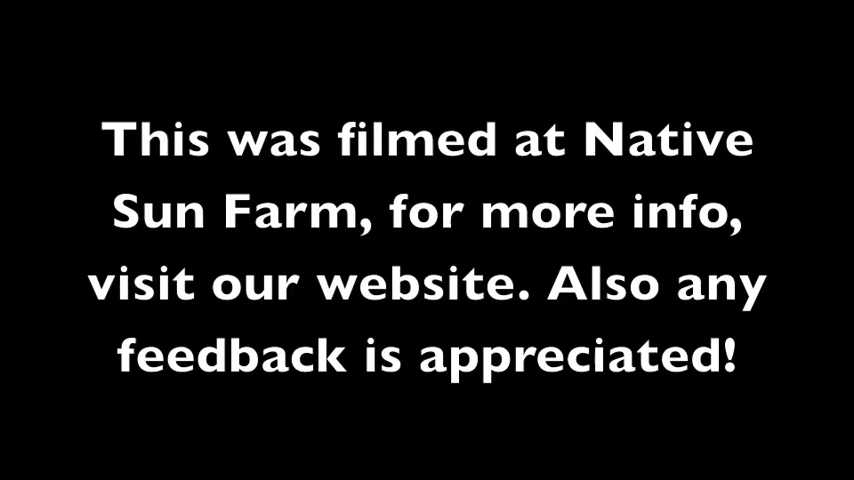 This was filmed at Native
Sun Farm, for more info,
visit our website. Also any
feedback is appreciated!